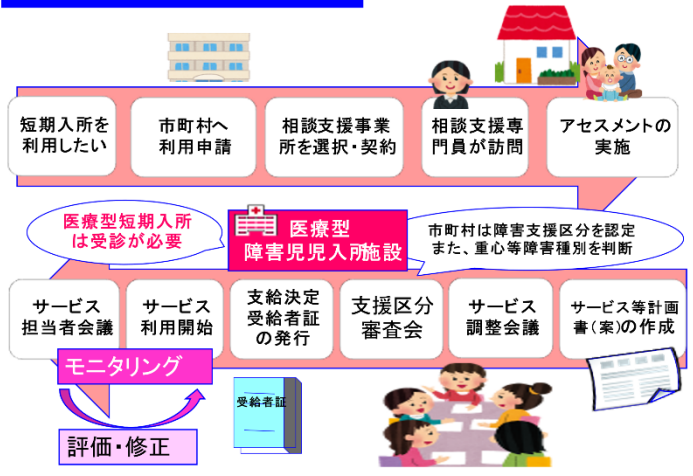 短期入所を
利用したい
市町村へ
利用申請
相談支援事業
所を選択・契約
相談支援専
門員が訪問
アセスメントの
実施
医療型短期入所
は受診が必要
医療型
障害児児入所施設
市町村は障害支援区分を認定
また、重心等障害種別を判断
サービス
担当者会議
サービス
利用開始
支給決定
受給者証
の発行
支援区分
審査会
サービス
調整会議
サービス等計画
書(案)の作成
モニタリング
受給者証
評価・修正